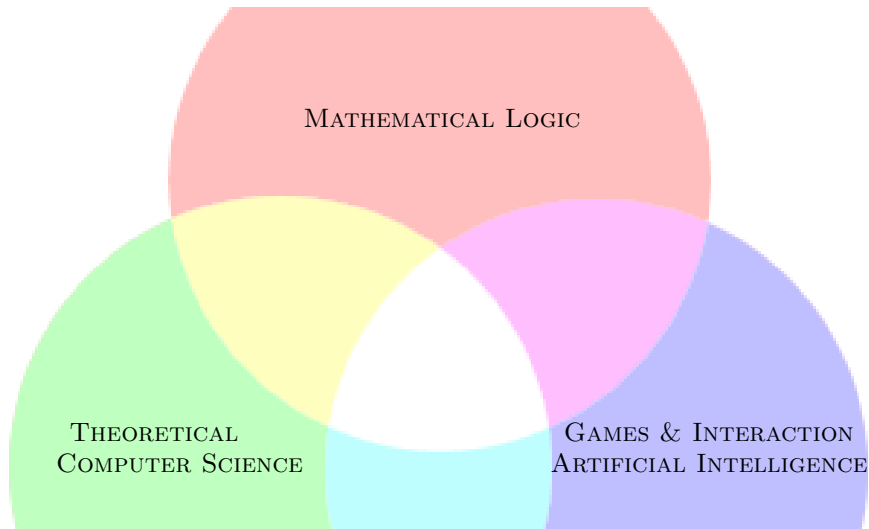 MATHEMATICAL LOGIC
THEORETICAL
COMPUTER SCIENCE
GAMES & INTERACTION
ARTIFICIAL INTELLIGENCE